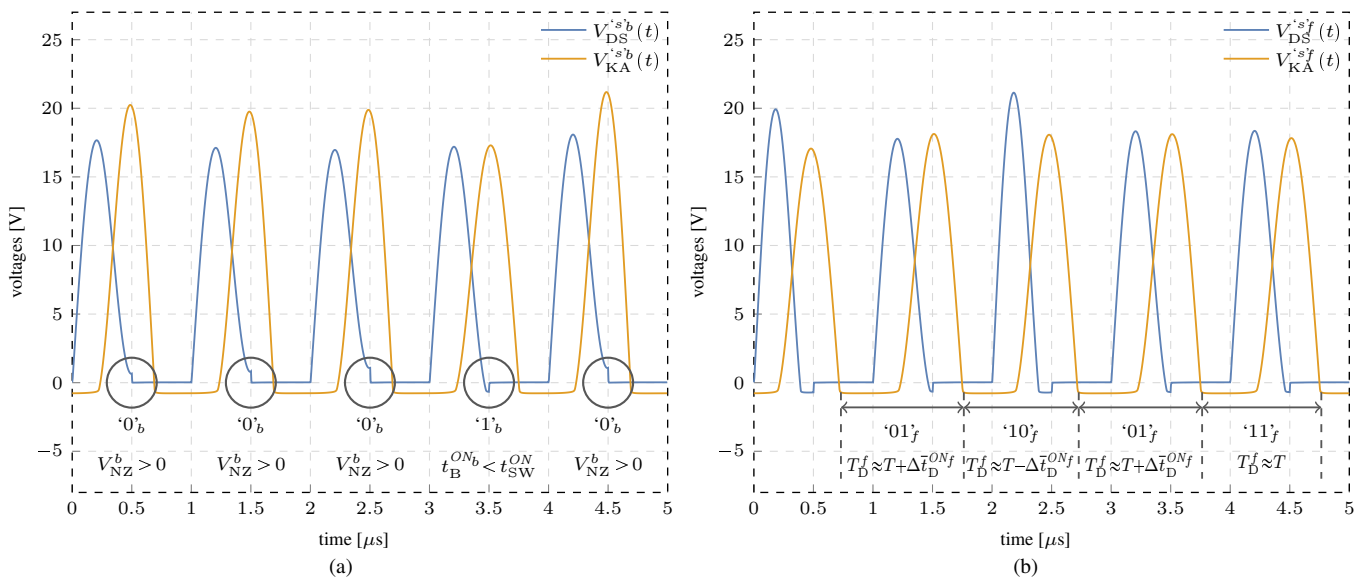 V_DS^‘s’b(t)
V_KA^‘s’b(t)
25
20
15
10
5
0
−5
voltages [V]
‘0’_b ‘0’_b ‘0’_b ‘1’_b ‘0’_b
V_NZ^b > 0 V_NZ^b > 0 V_NZ^b > 0 t_B^ON_b < t_SW^ON V_NZ^b > 0
0 0.5 1 1.5 2 2.5 3 3.5 4 4.5 5
time [μs]
(a)
V_DS^‘s’f(t)
V_KA^‘s’f(t)
25
20
15
10
5
0
−5
voltages [V]
‘01’_f ‘10’_f ‘01’_f ‘11’_f
T_D^f≈T+Δt̄_D^ON_f T_D^f≈T−Δt̄_D^ON_f T_D^f≈T+Δt̄_D^ON_f T_D^f≈T
0 0.5 1 1.5 2 2.5 3 3.5 4 4.5 5
time [μs]
(b)